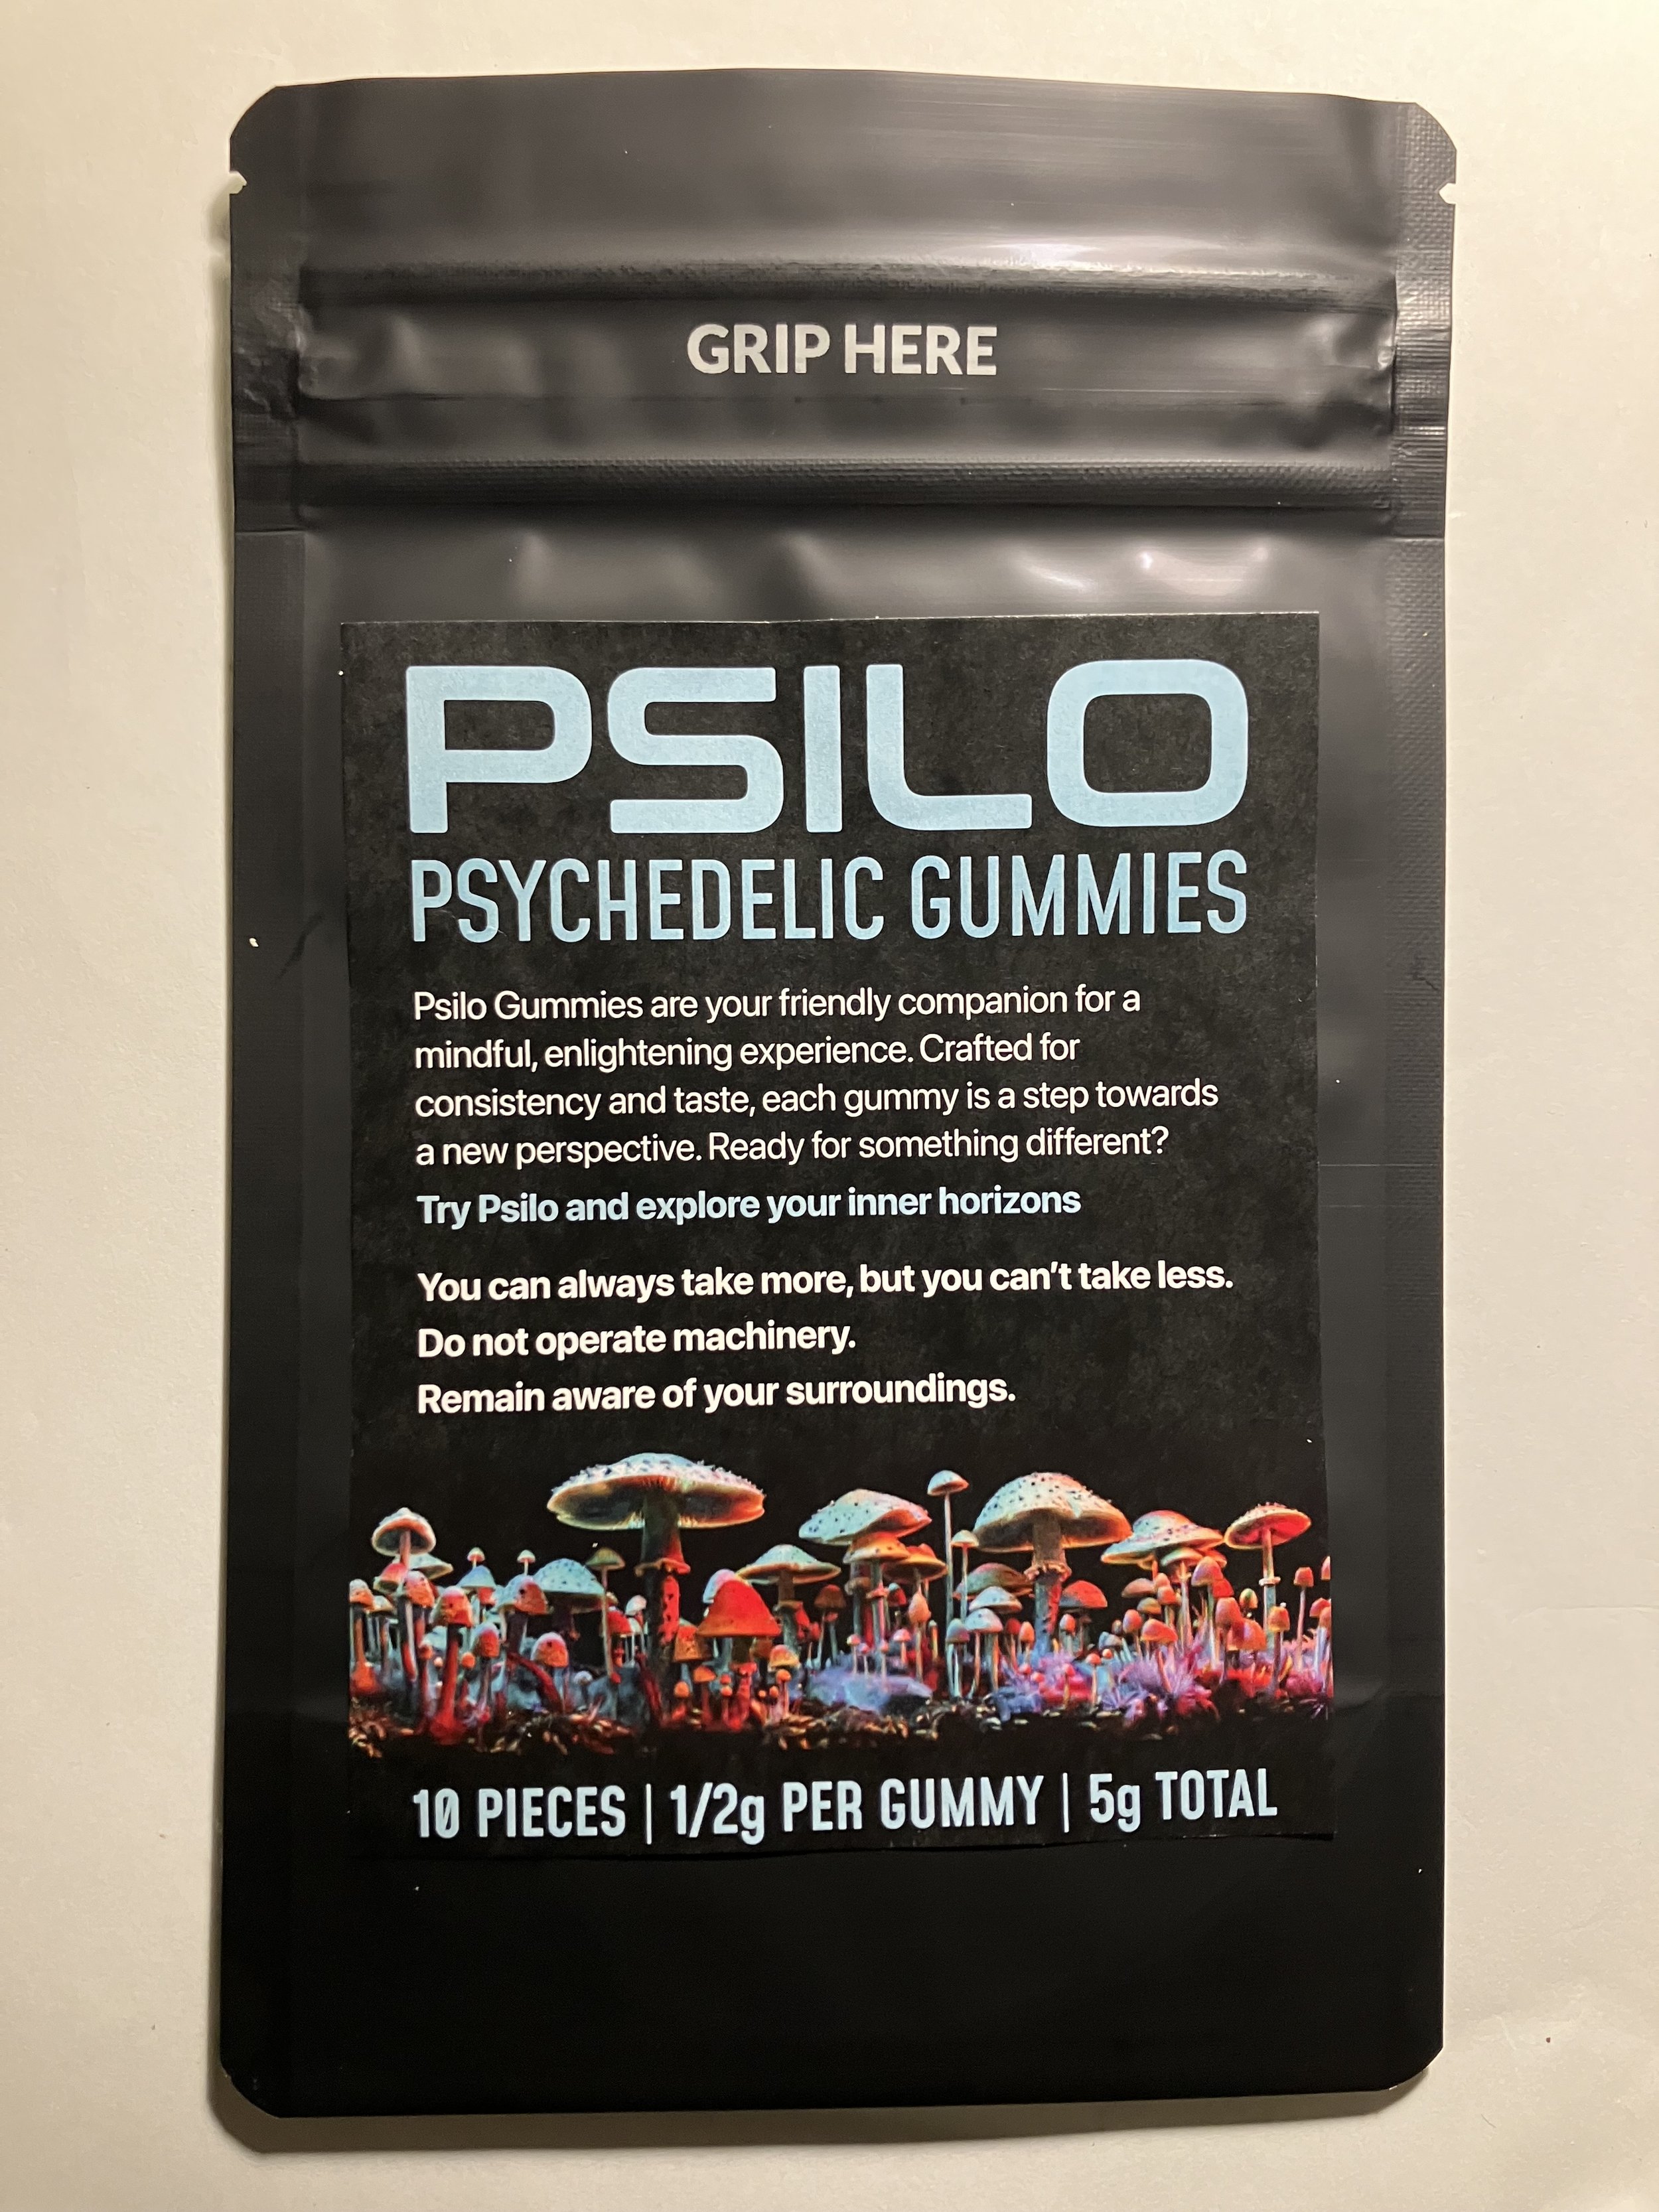 GRIP HERE
PSILO
PSYCHEDELIC GUMMIES
Psilo Gummies are your friendly companion for a
mindful, enlightening experience. Crafted for
consistency and taste, each gummy is a step towards
a new perspective. Ready for something different?
Try Psilo and explore your inner horizons
You can always take more, but you can't take less.
Do not operate machinery.
Remain aware of your surroundings.
10 PIECES | 1/2g PER GUMMY | 5g TOTAL